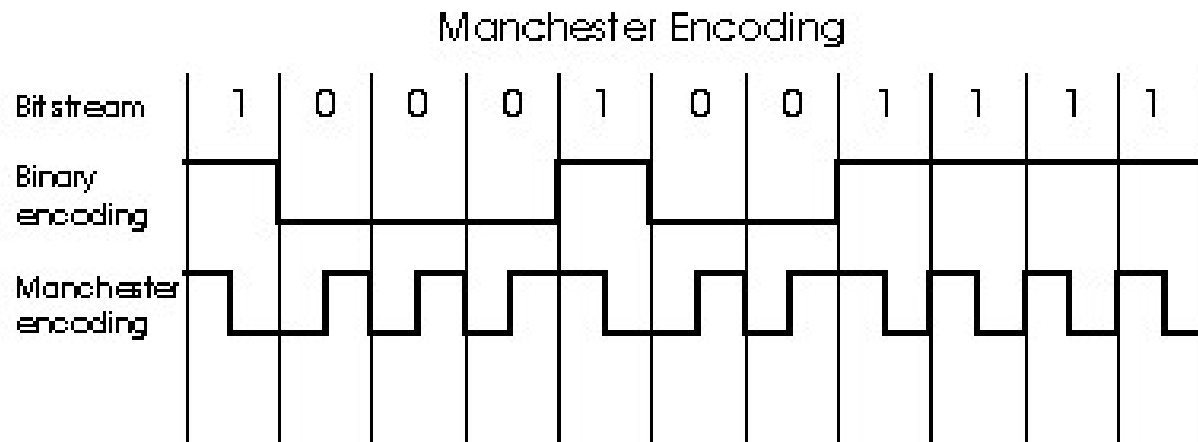 Manchester Encoding
Bitstream 1 0 0 0 1 0 0 1 1 1 1
Binary
encoding
Manchester
encoding